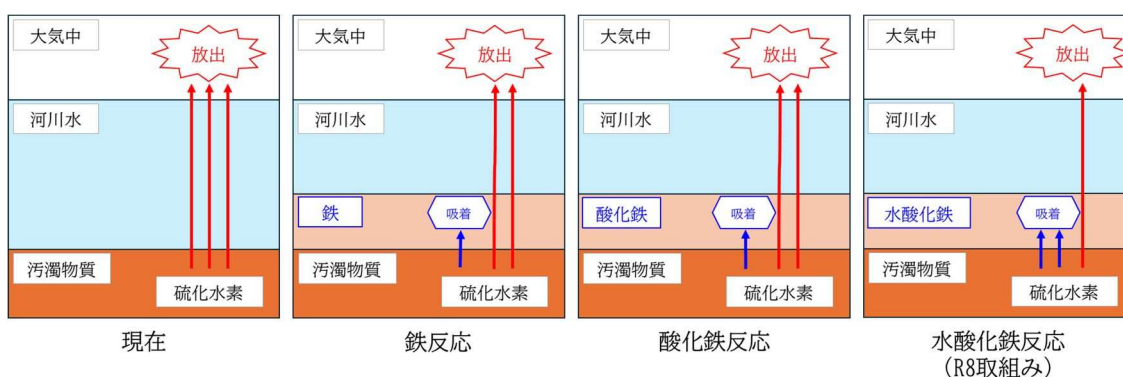 大気中
放出
河川水
汚濁物質
硫化水素
現在
大気中
放出
河川水
鉄
吸着
汚濁物質
硫化水素
鉄反応
大気中
放出
河川水
酸化鉄
吸着
汚濁物質
硫化水素
酸化鉄反応
大気中
放出
河川水
水酸化鉄
吸着
汚濁物質
硫化水素
水酸化鉄反応
（R8取組み）